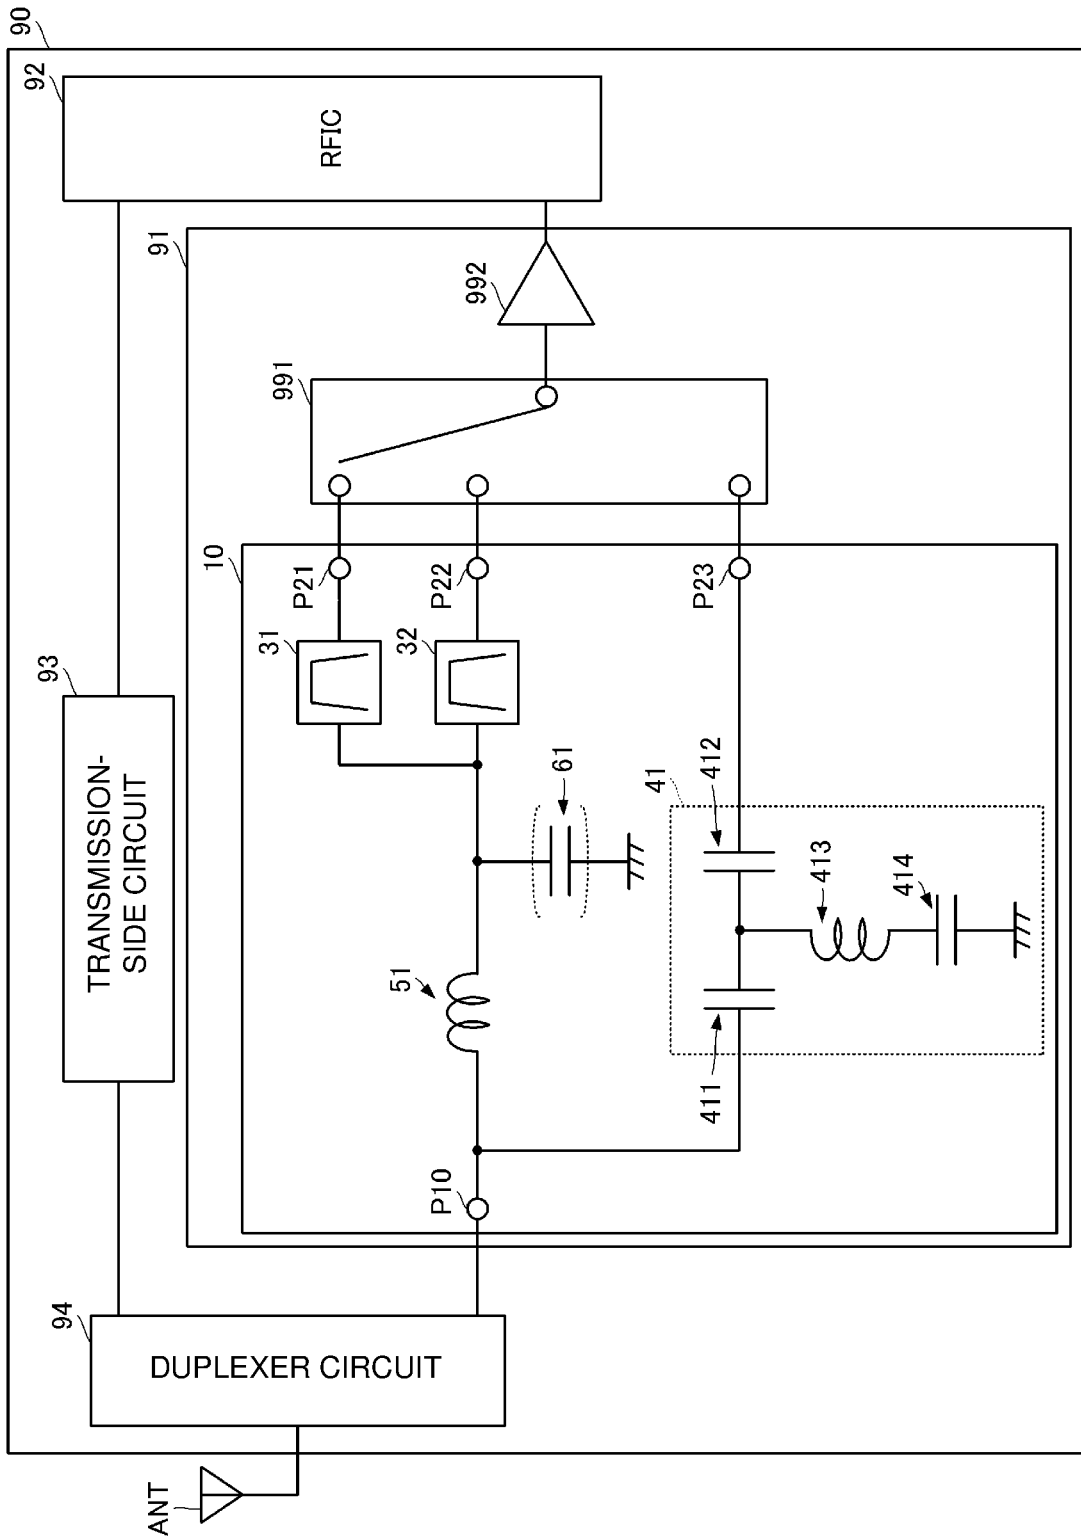 90
92
RFIC
91
992
991
10
P21
P22
P23
31
32
93
TRANSMISSION-
SIDE CIRCUIT
61
41
412
413
414
51
411
P10
94
DUPLEXER CIRCUIT
ANT